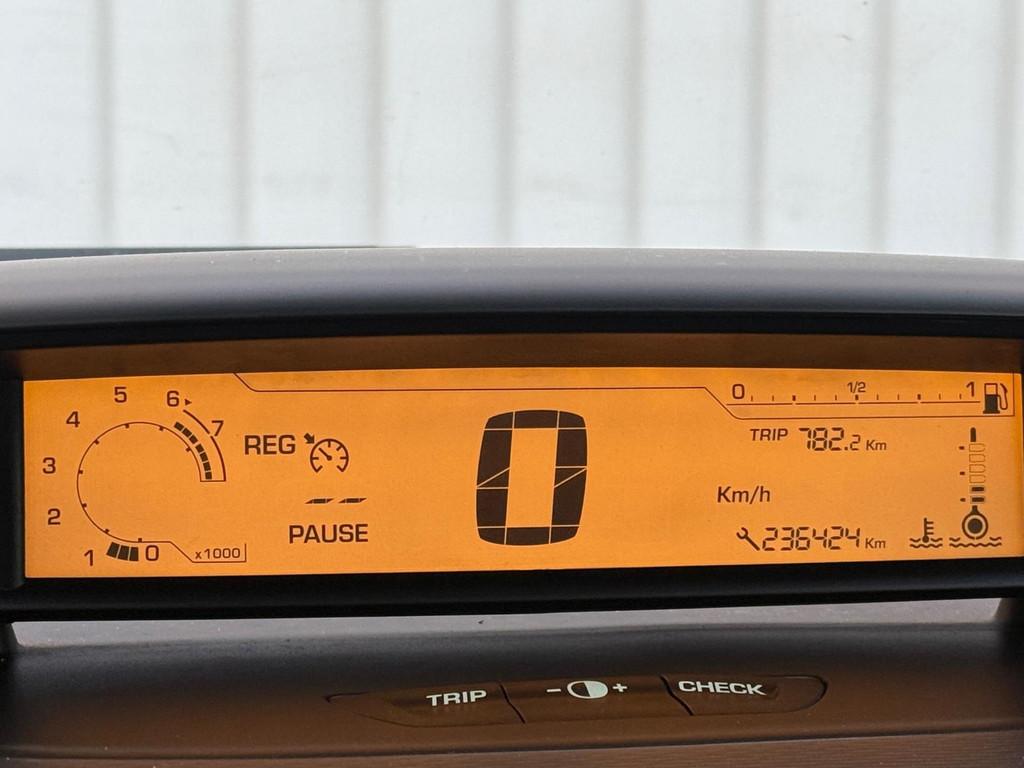 5 6 7
4
3
2
1 0 x1000
REG
-- --
PAUSE
0
0 1/2 1
TRIP 782.2 Km
Km/h
236424 Km
TRIP - + CHECK